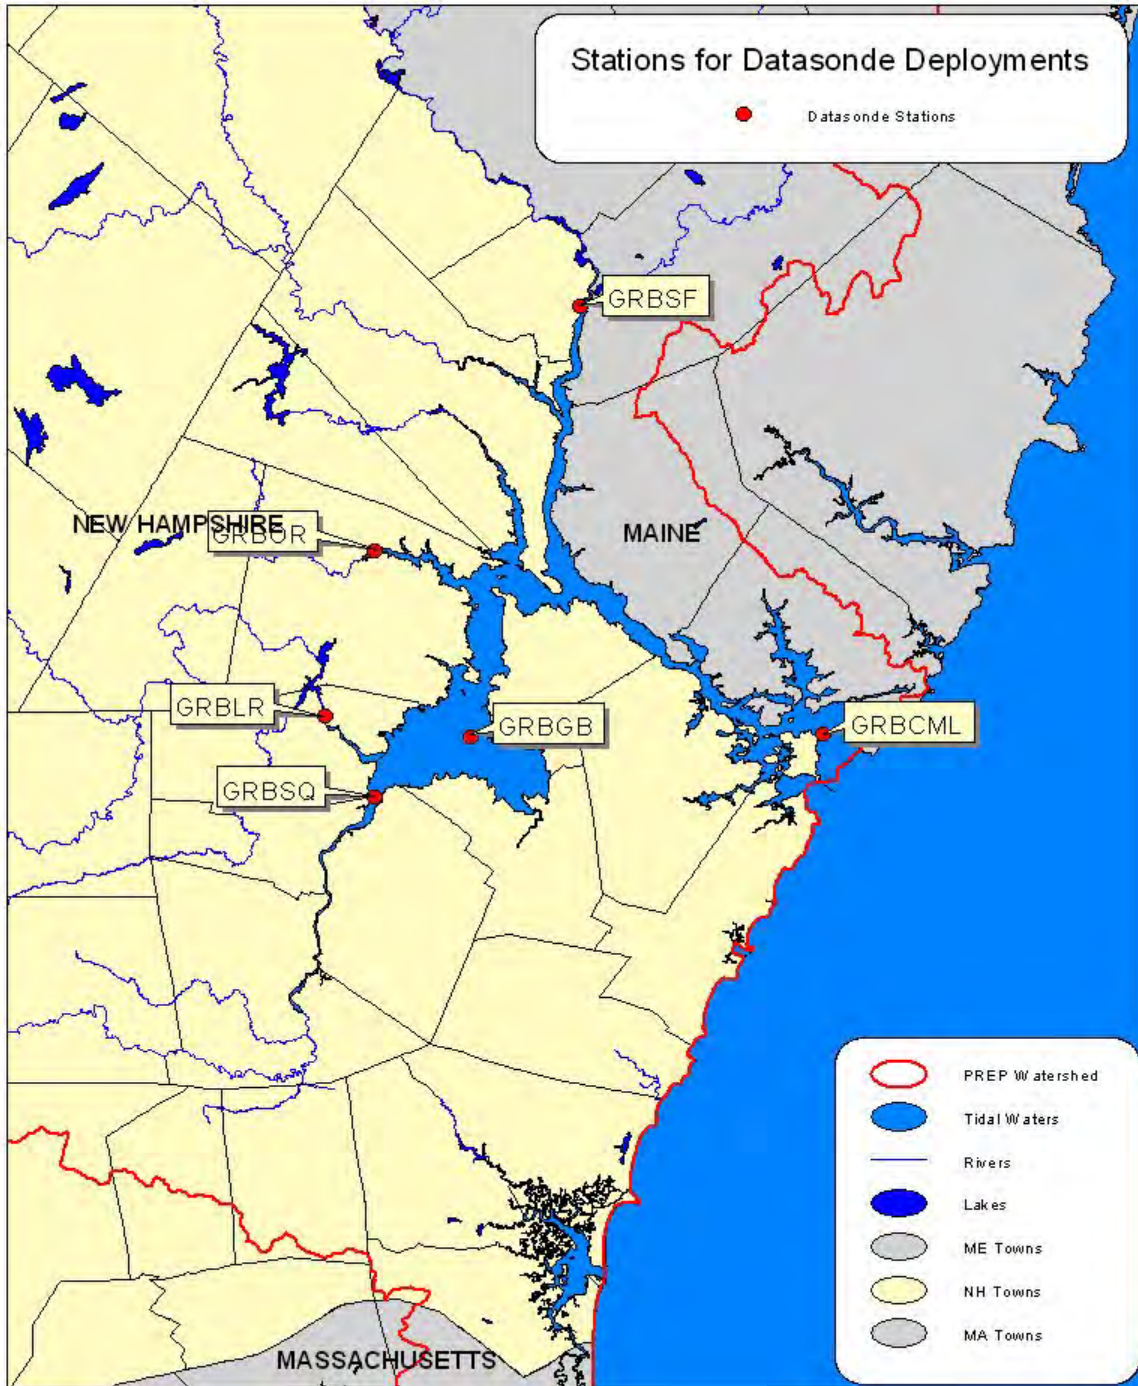 Stations for Datasonde Deployments
Datasonde Stations
GRBSF
NEW HAMPSHIRE
GRBOR
MAINE
GRBLR
GRBGB
GRBCML
GRBSQ
PREP Watershed
Tidal Waters
Rivers
Lakes
ME Towns
NH Towns
MA Towns
MASSACHUSETTS